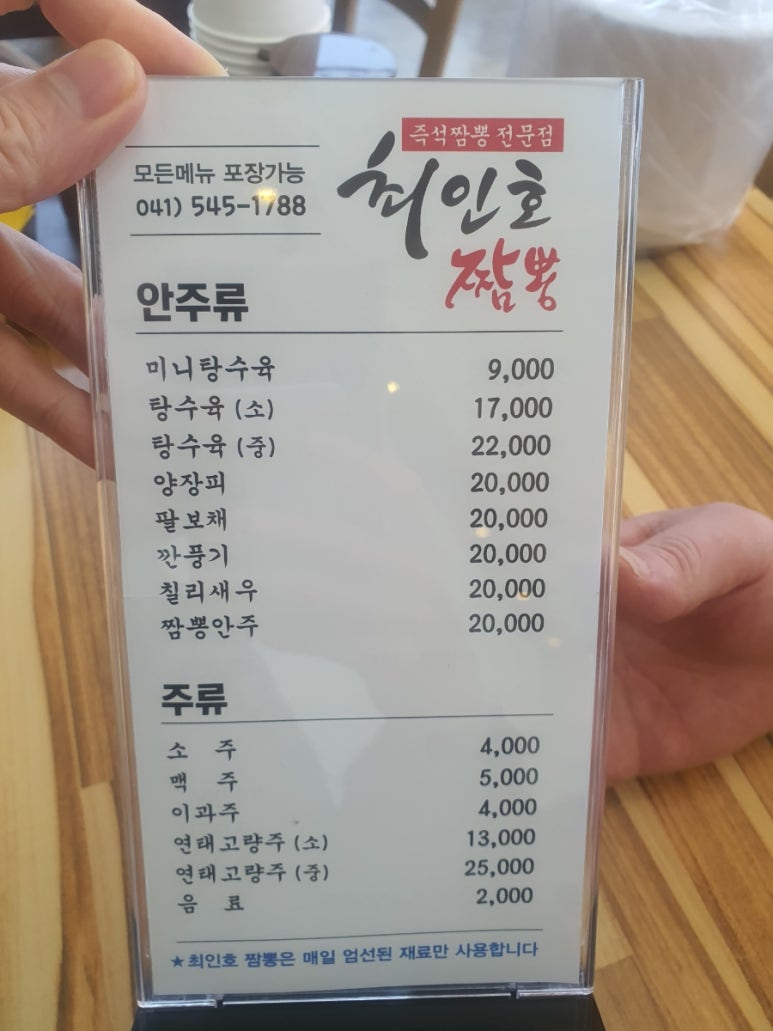 즉석짬뽕 전문점
모든메뉴 포장가능
041) 545-1788
최인호
짬뽕
안주류
미니탕수육 9,000
탕수육 (소) 17,000
탕수육 (중) 22,000
양장피 20,000
팔보채 20,000
깐풍기 20,000
칠리새우 20,000
짬뽕안주 20,000
주류
소 주 4,000
맥 주 5,000
이과주 4,000
연태고량주 (소) 13,000
연태고량주 (중) 25,000
음 료 2,000
★최인호 짬뽕은 매일 엄선된 재료만 사용합니다